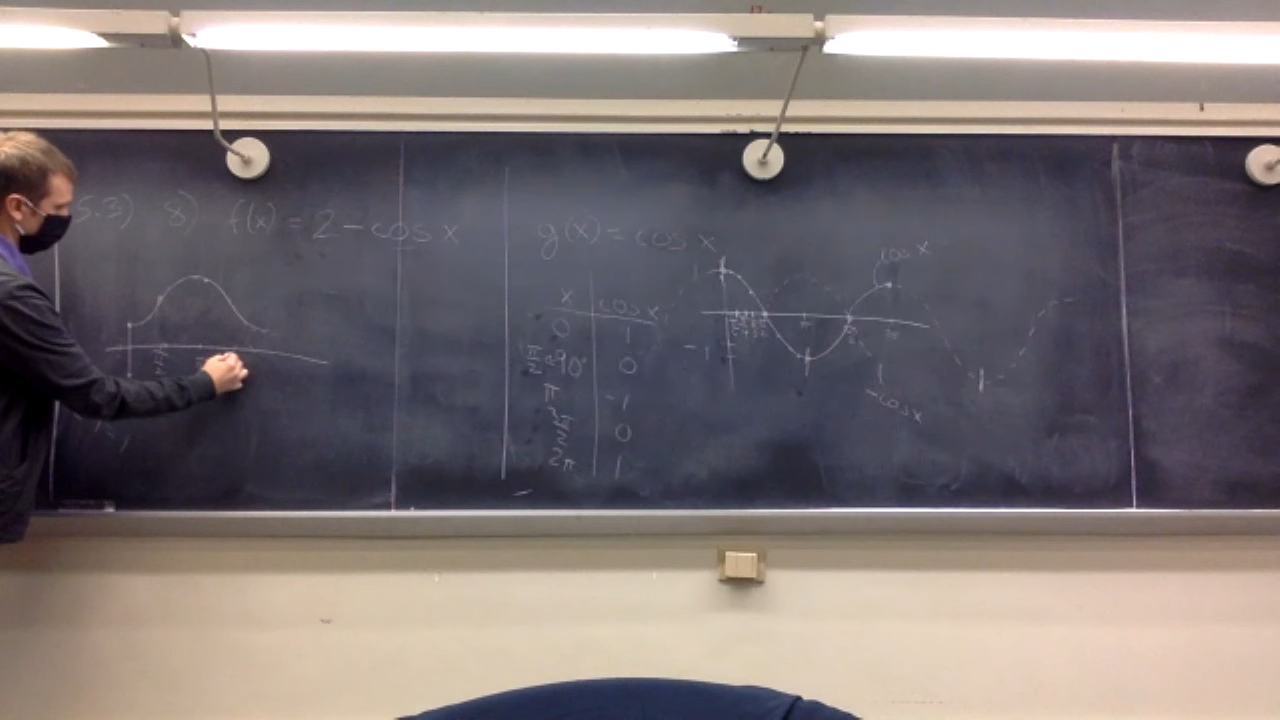 5.3) 8) f(x) = 2 - cos x
g(x) = cos x
x cos x
0 1
π/2 = 90° 0
π -1
3π/2 0
2π 1
1
-1
π
cos x
-cos x